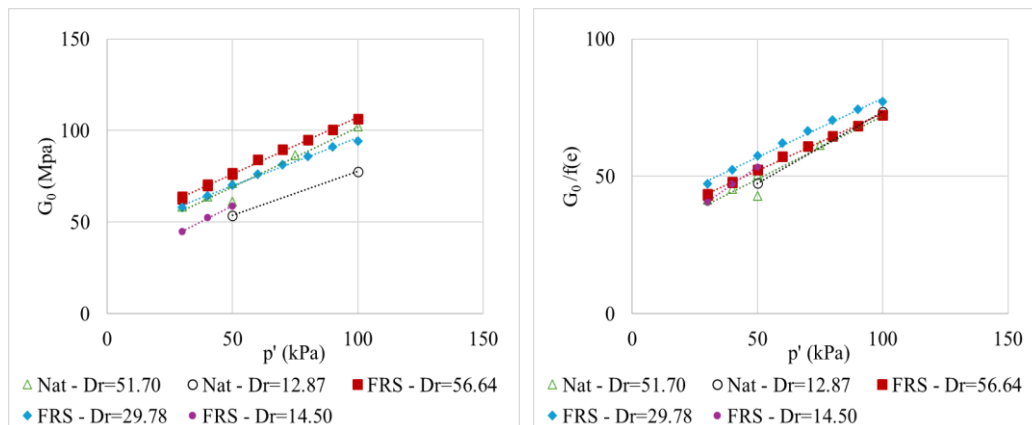 150
100
50
0
G₀ (Mpa)
0 50 100 150
p' (kPa)
Nat - Dr=51.70 Nat - Dr=12.87 FRS - Dr=56.64
FRS - Dr=29.78 FRS - Dr=14.50
100
50
0
G₀ /f(e)
0 50 100 150
p' (kPa)
Nat - Dr=51.70 Nat - Dr=12.87 FRS - Dr=56.64
FRS - Dr=29.78 FRS - Dr=14.50